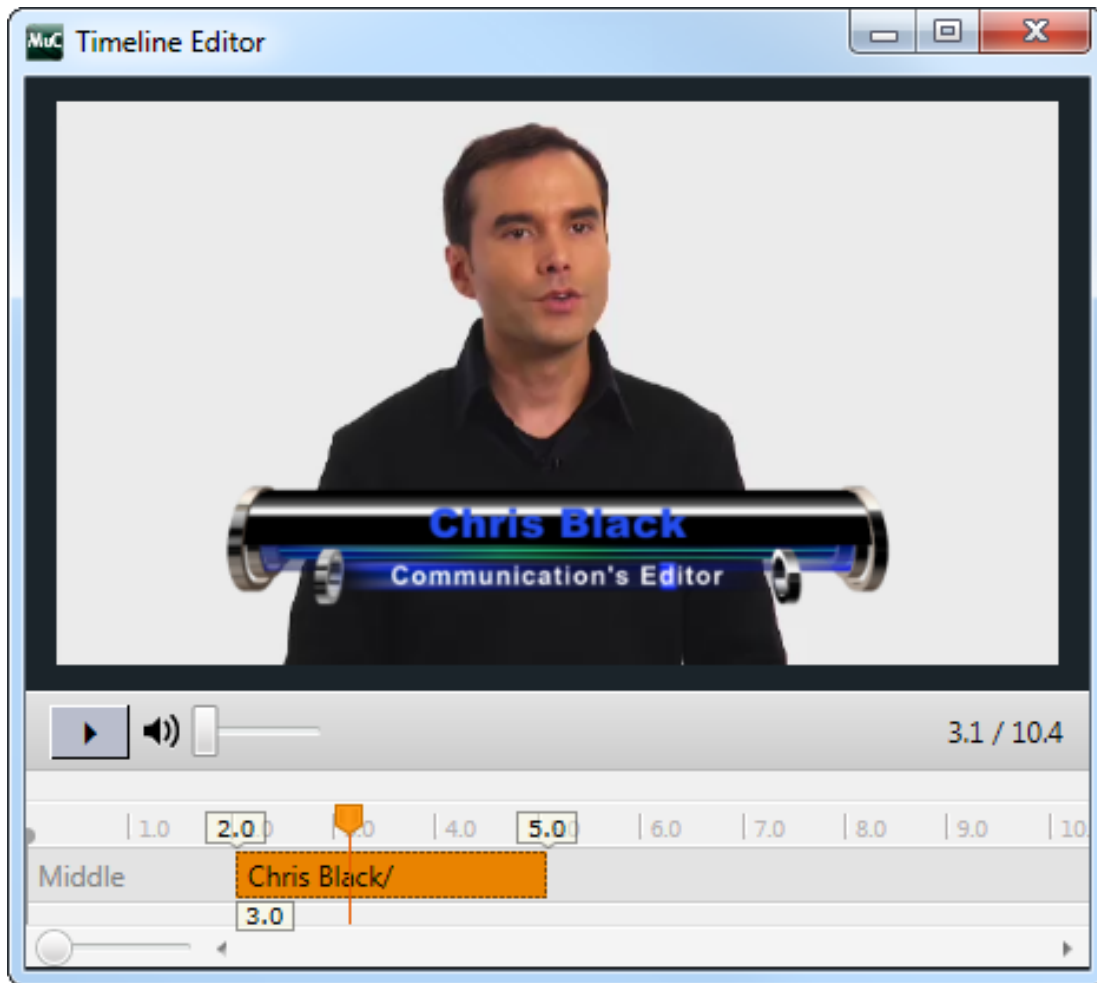 MuC Timeline Editor
Chris Black
Communication's Editor
3.1 / 10.4
1.0 2.0 4.0 5.0 6.0 7.0 8.0 9.0 10.
Middle Chris Black/
3.0